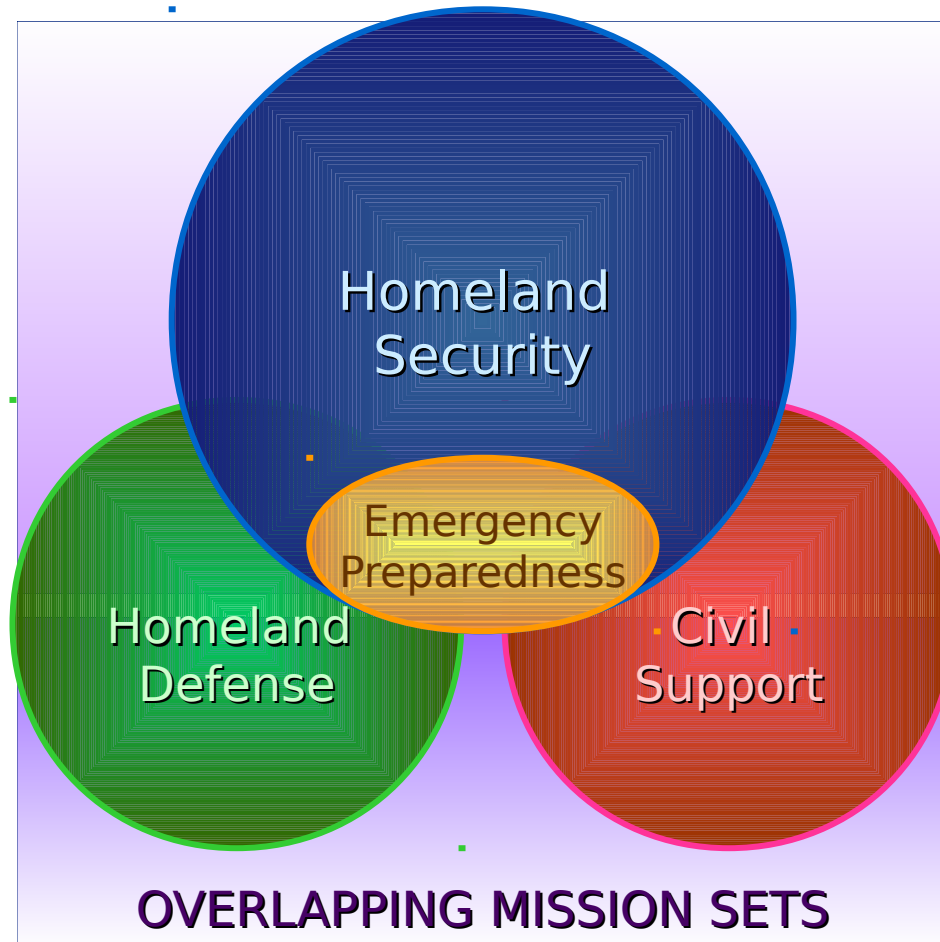 Homeland
Security
Emergency
Preparedness
Homeland
Defense
Civil
Support
OVERLAPPING MISSION SETS